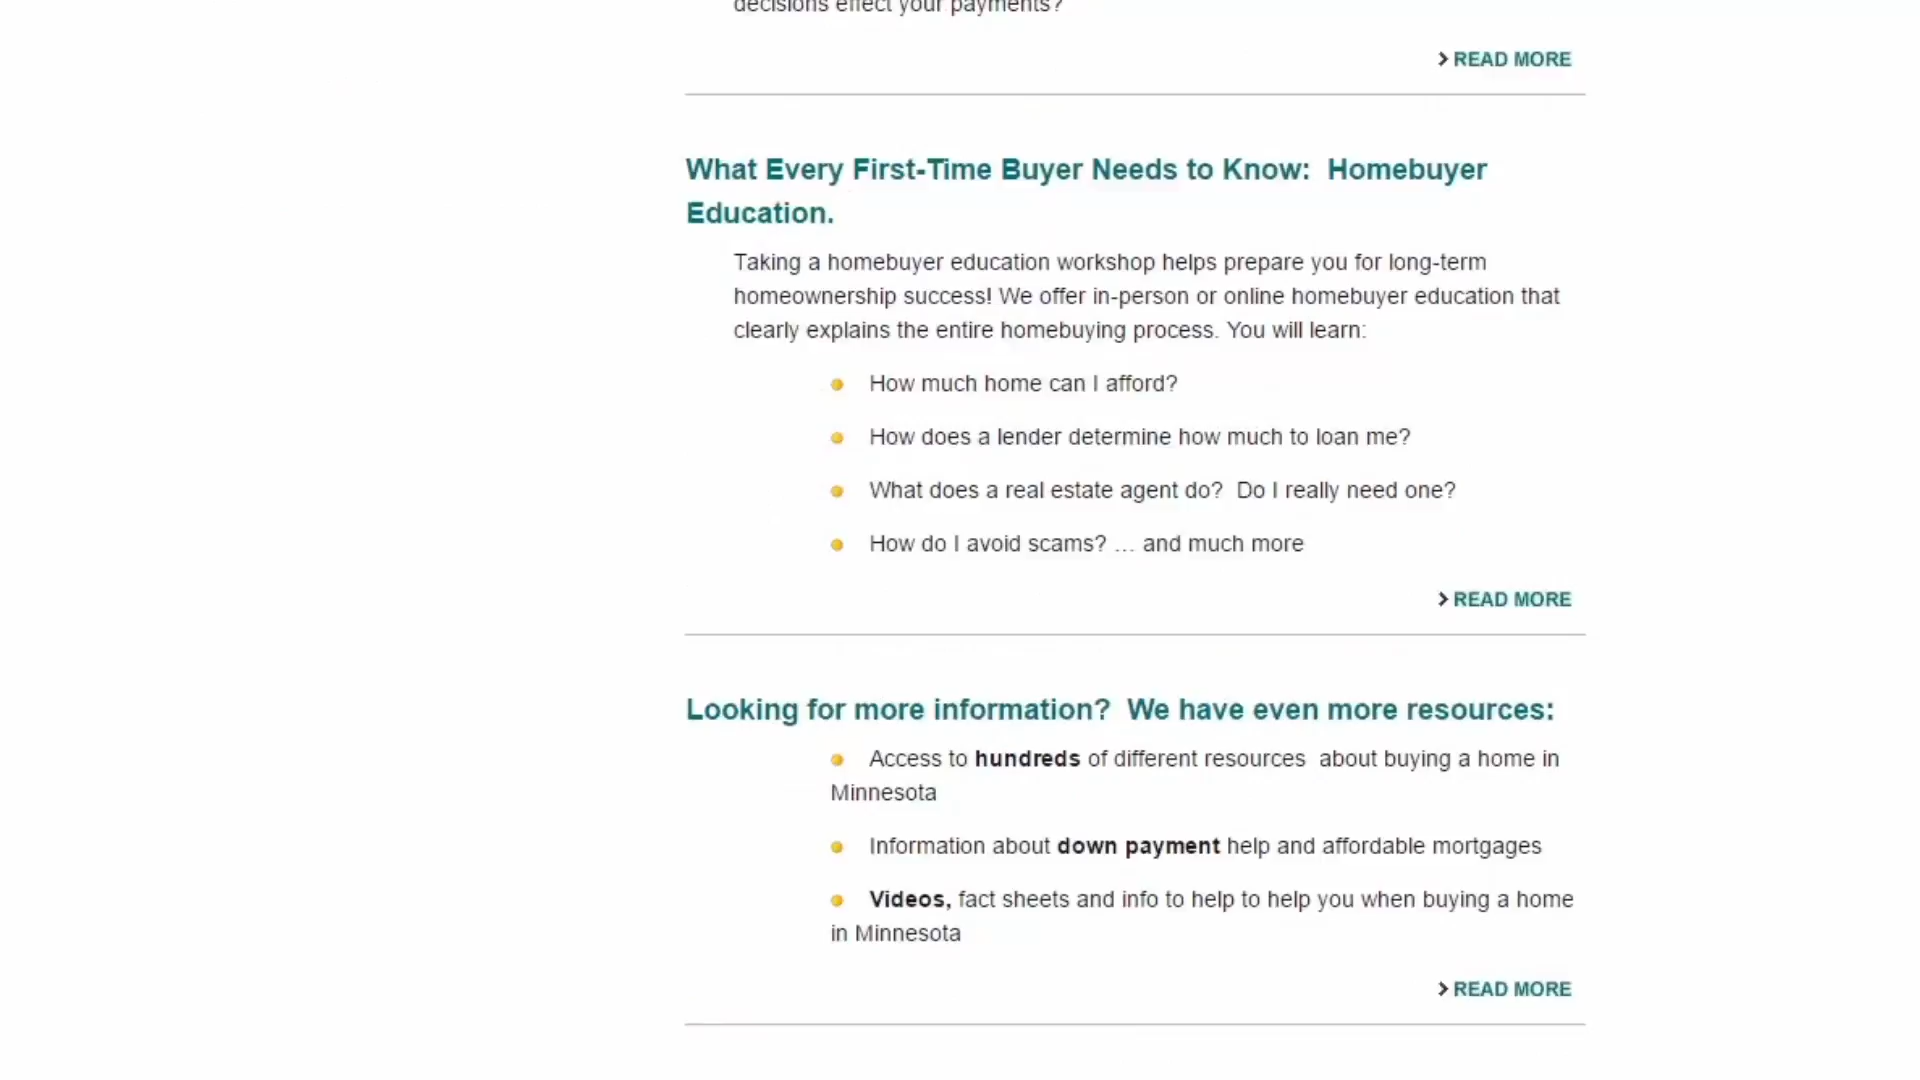 decisions effect your payments?
> READ MORE
What Every First-Time Buyer Needs to Know:  Homebuyer
Education.
Taking a homebuyer education workshop helps prepare you for long-term
homeownership success! We offer in-person or online homebuyer education that
clearly explains the entire homebuying process. You will learn:
How much home can I afford?
How does a lender determine how much to loan me?
What does a real estate agent do?  Do I really need one?
How do I avoid scams? … and much more
> READ MORE
Looking for more information?  We have even more resources:
Access to hundreds of different resources  about buying a home in
Minnesota
Information about down payment help and affordable mortgages
Videos, fact sheets and info to help to help you when buying a home
in Minnesota
> READ MORE